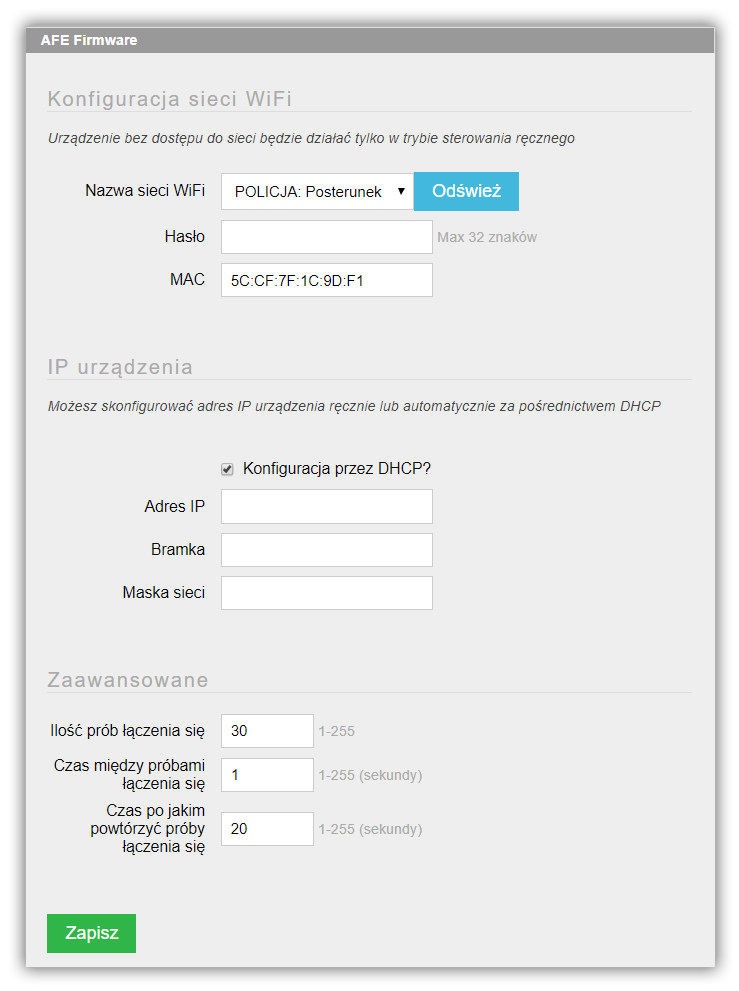 AFE Firmware
Konfiguracja sieci WiFi
Urządzenie bez dostępu do sieci będzie działać tylko w trybie sterowania ręcznego
Nazwa sieci WiFi POLICJA: Posterunek Odśwież
Hasło Max 32 znaków
MAC 5C:CF:7F:1C:9D:F1
IP urządzenia
Możesz skonfigurować adres IP urządzenia ręcznie lub automatycznie za pośrednictwem DHCP
Konfiguracja przez DHCP?
Adres IP
Bramka
Maska sieci
Zaawansowane
Ilość prób łączenia się 30 1-255
Czas między próbami
łączenia się 1 1-255 (sekundy)
Czas po jakim
powtórzyć próby 20 1-255 (sekundy)
łączenia się
Zapisz